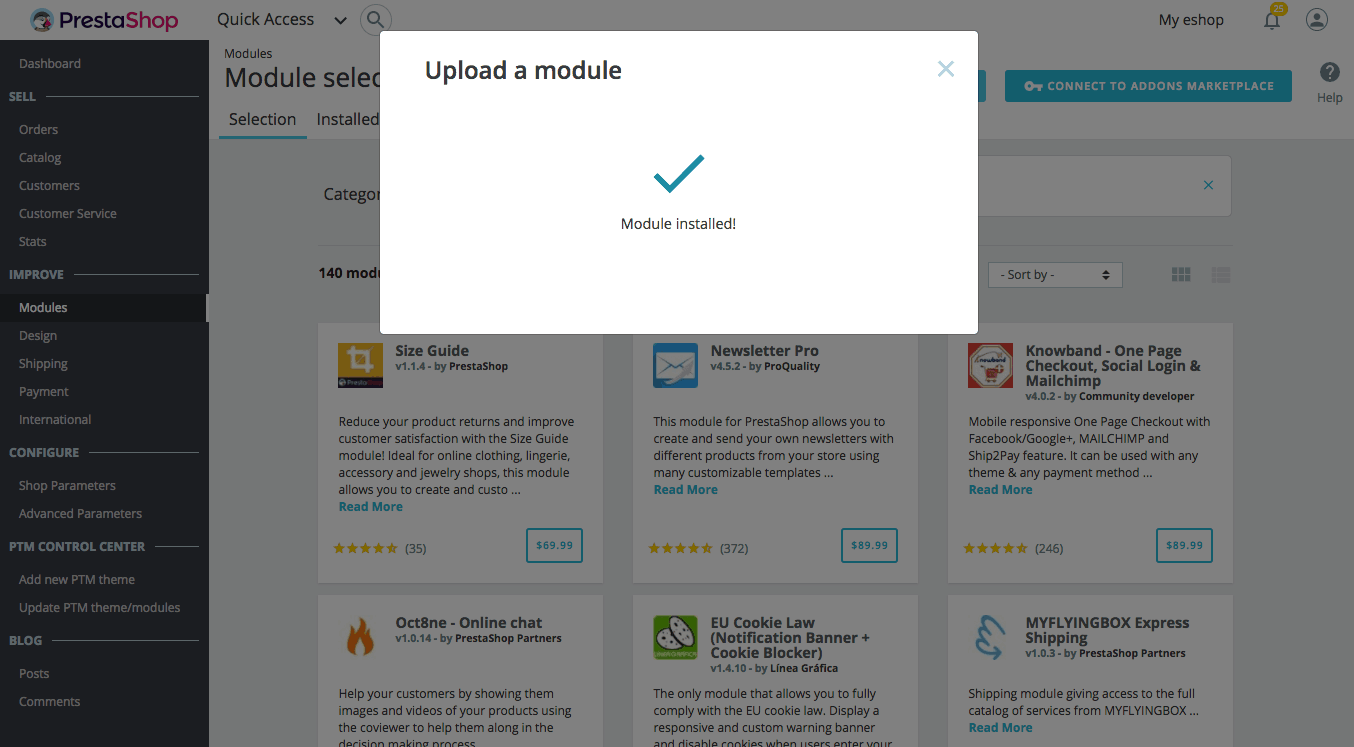 PrestaShop
Quick Access
My eshop
25
Dashboard
SELL
Orders
Catalog
Customers
Customer Service
Stats
IMPROVE
Modules
Design
Shipping
Payment
International
CONFIGURE
Shop Parameters
Advanced Parameters
PTM CONTROL CENTER
Add new PTM theme
Update PTM theme/modules
BLOG
Posts
Comments
Modules
Module selec
CONNECT TO ADDONS MARKETPLACE
?
Help
Selection
Installed
Upload a module
Module installed!
Categor
140 modu
- Sort by -
Size Guide
v1.1.4 - by PrestaShop
Reduce your product returns and improve
customer satisfaction with the Size Guide
module! Ideal for online clothing, lingerie,
accessory and jewelry shops, this module
allows you to create and custo ...
Read More
(35)
$69.99
Newsletter Pro
v4.5.2 - by ProQuality
This module for PrestaShop allows you to
create and send your own newsletters with
different products from your store using
many customizable templates ...
Read More
(372)
$89.99
knowband
Knowband - One Page
Checkout, Social Login &
Mailchimp
v4.0.2 - by Community developer
Mobile responsive One Page Checkout with
Facebook/Google+, MAILCHIMP and
Ship2Pay feature. It can be used with any
theme & any payment method ...
Read More
(246)
$89.99
Oct8ne - Online chat
v1.0.14 - by PrestaShop Partners
Help your customers by showing them
images and videos of your products using
the coviewer to help them along in the
decision making process.
EU Cookie Law
(Notification Banner +
Cookie Blocker)
v1.4.10 - by Línea Gráfica
The only module that allows you to fully
comply with the EU cookie law. Display a
responsive and custom warning banner
and disable cookies when users enter your
MYFLYINGBOX Express
Shipping
v1.0.3 - by PrestaShop Partners
Shipping module giving access to the full
catalog of services from MYFLYINGBOX ...
Read More